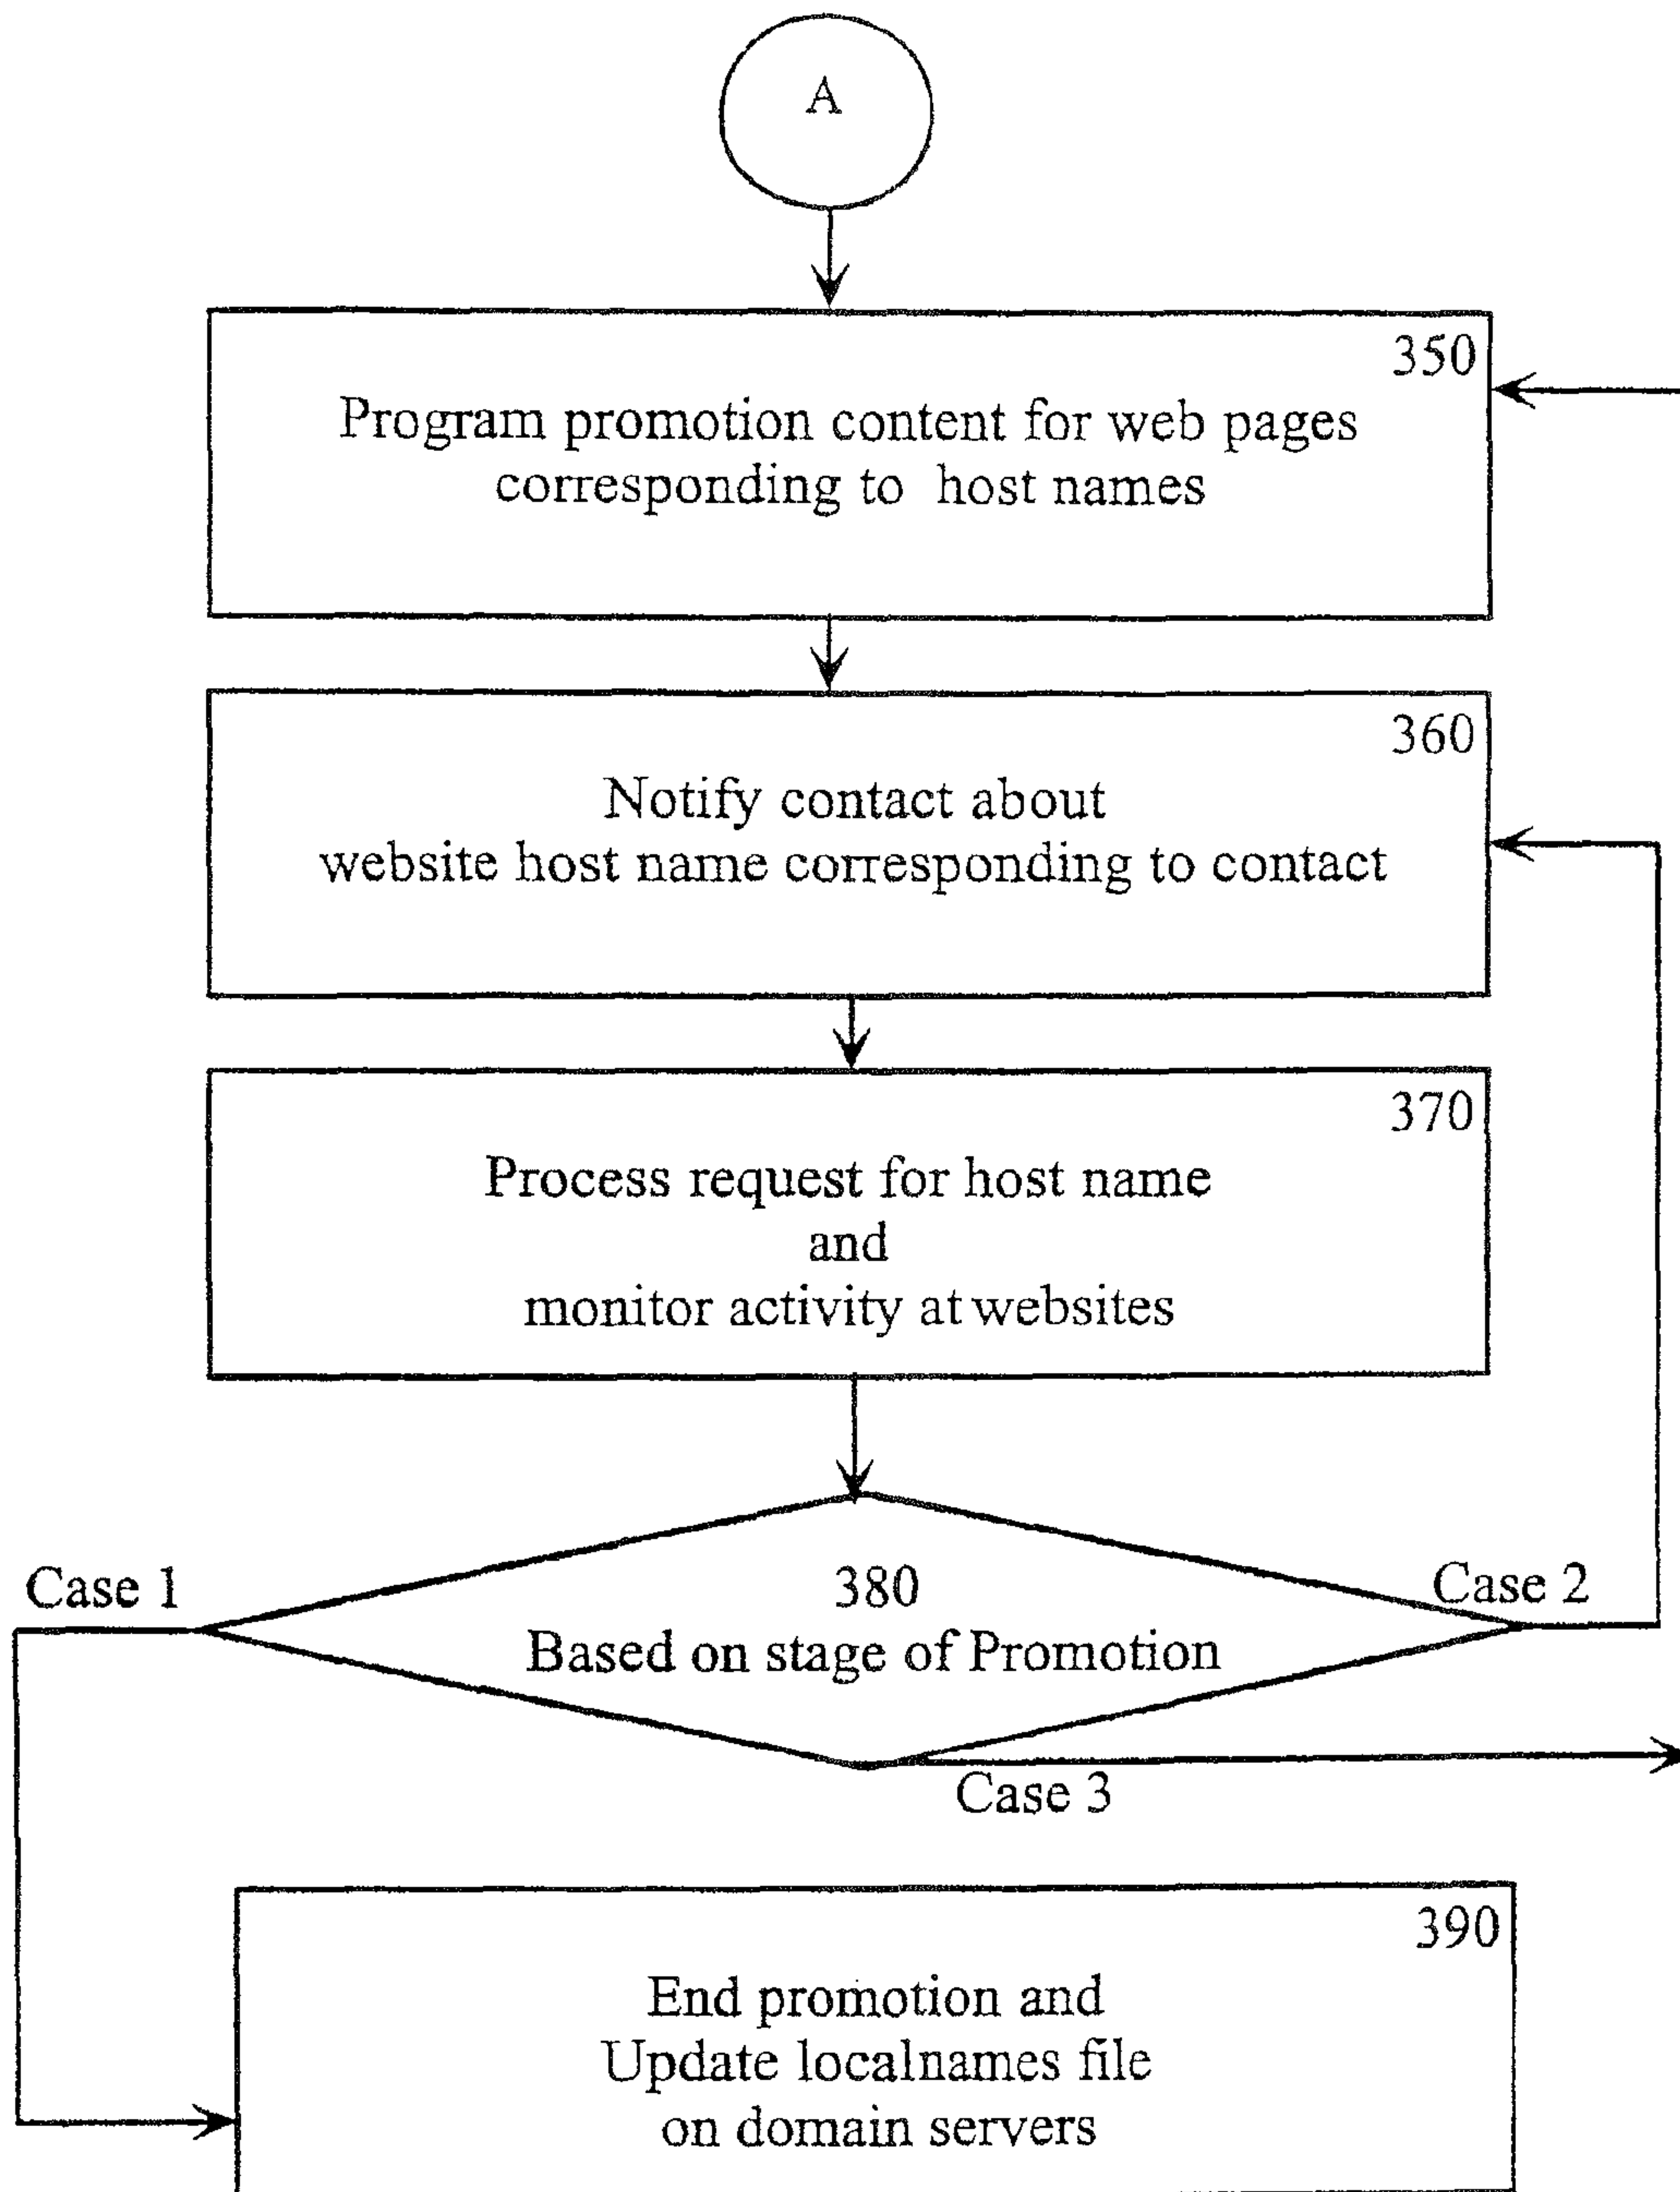 A
350
Program promotion content for web pages
corresponding to host names
360
Notify contact about
website host name corresponding to contact
370
Process request for host name
and
monitor activity at websites
Case 1
380
Case 2
Based on stage of Promotion
Case 3
390
End promotion and
Update localnames file
on domain servers